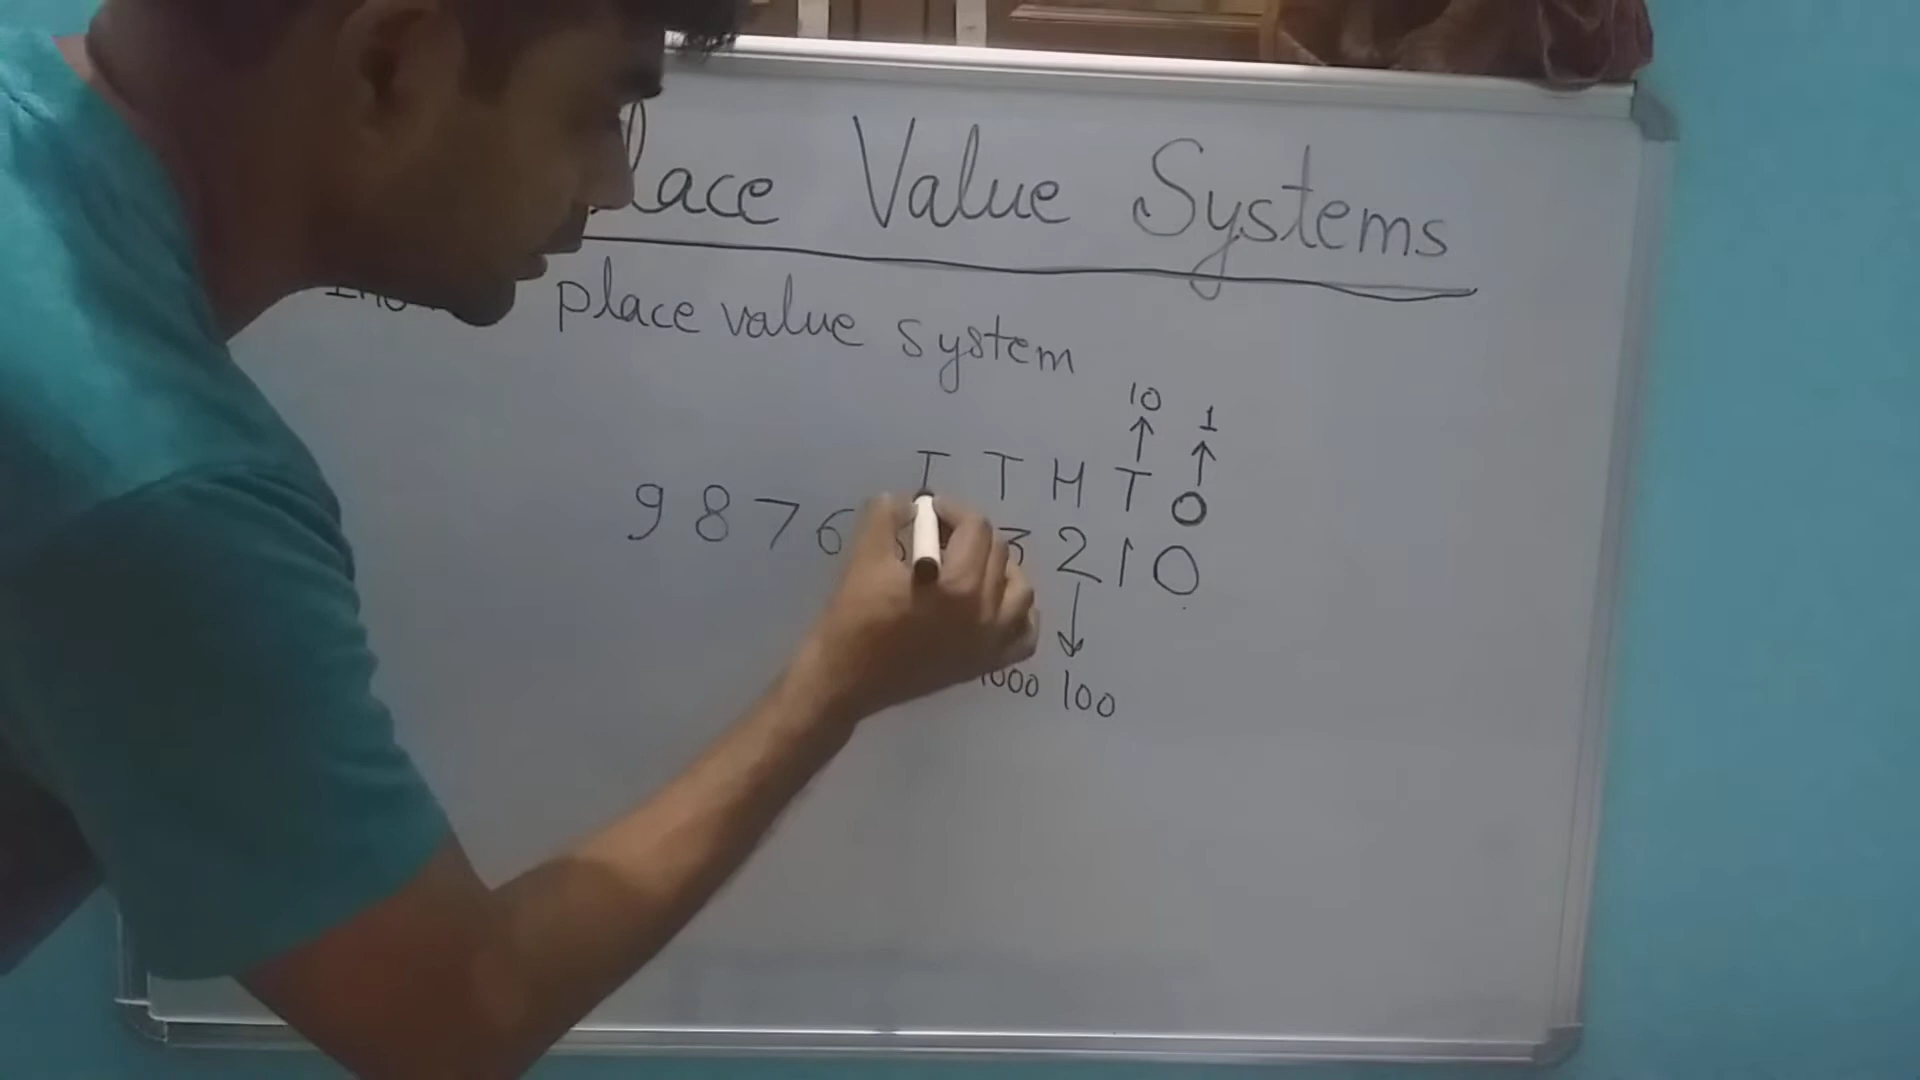 lace Value Systems
place value system
10 1
T T H T O
9 8 7 6 3 2 1 0
1000 100